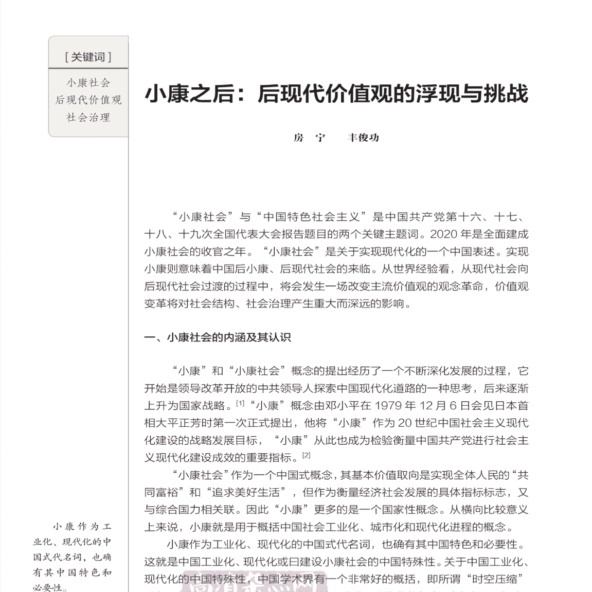 [关键词]
小康社会
后现代价值观
社会治理
小康之后：后现代价值观的浮现与挑战
房 宁 丰俊功
“小康社会”与“中国特色社会主义”是中国共产党第十六、十七、
十八、十九次全国代表大会报告题目的两个关键主题词。2020 年是全面建成
小康社会的收官之年。“小康社会”是关于实现现代化的一个中国表述。实现
小康则意味着中国后小康、后现代社会的来临。从世界经验看，从现代社会向
后现代社会过渡的过程中，将会发生一场改变主流价值观的观念革命，价值观
变革将对社会结构、社会治理产生重大而深远的影响。
一、小康社会的内涵及其认识
“小康”和“小康社会”概念的提出经历了一个不断深化发展的过程，它
开始是领导改革开放的中共领导人探索中国现代化道路的一种思考，后来逐渐
上升为国家战略。[1]“小康”概念由邓小平在 1979 年 12 月 6 日会见日本首
相大平正芳时第一次正式提出，他将“小康”作为 20 世纪中国社会主义现代
化建设的战略发展目标，“小康”从此也成为检验衡量中国共产党进行社会主
义现代化建设成效的重要指标。[2]
“小康社会”作为一个中国式概念，其基本价值取向是实现全体人民的“共
同富裕”和“追求美好生活”，但作为衡量经济社会发展的具体指标标志，又
与综合国力相关联。因此“小康”更多的是一个国家性概念。从横向比较意义
上来说，小康就是用于概括中国社会工业化、城市化和现代化进程的概念。
小康作为工业化、现代化的中国式代名词，也确有其中国特色和必要性。
这就是中国工业化、现代化或曰建设小康社会的中国特殊性。关于中国工业化、
现代化的中国特殊性，中国学术界有一个非常好的概括，即所谓“时空压缩”
小康作为工
业化、现代化的中
国式代名词，也确
有其中国特色和
必要性。